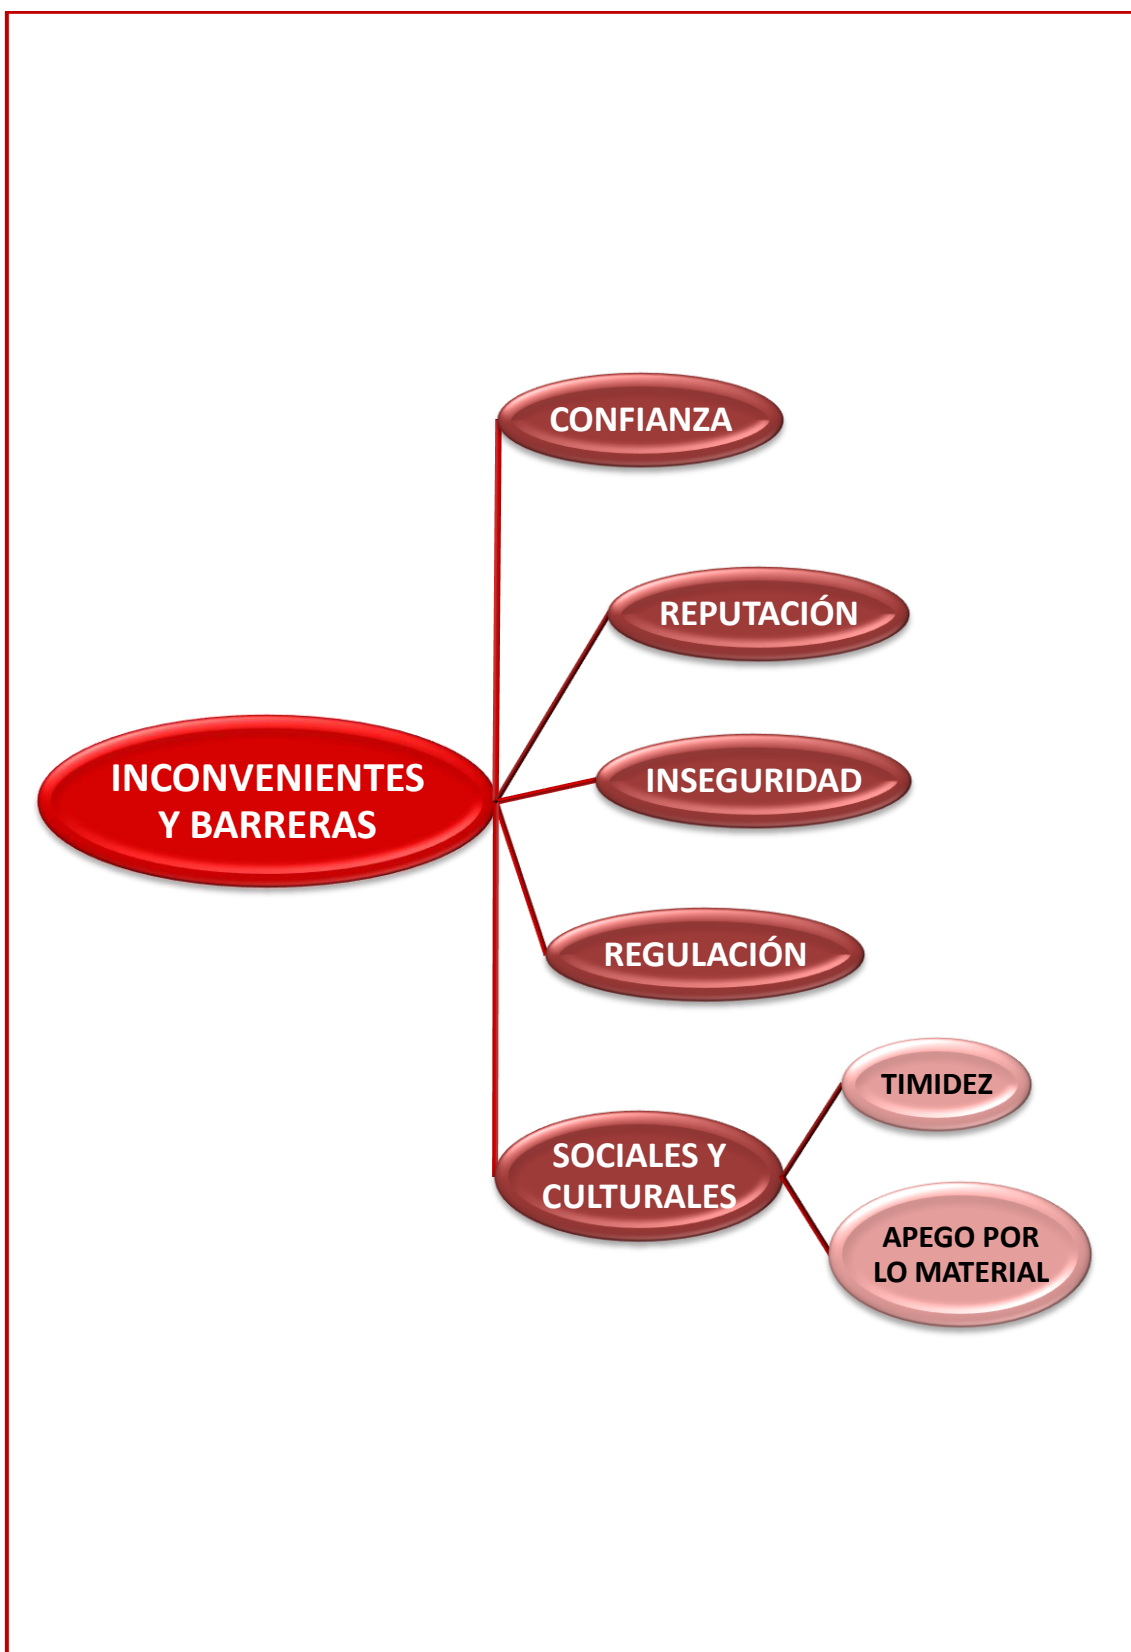 CONFIANZA
REPUTACIÓN
INCONVENIENTES
Y BARRERAS
INSEGURIDAD
REGULACIÓN
SOCIALES Y
CULTURALES
TIMIDEZ
APEGO POR
LO MATERIAL